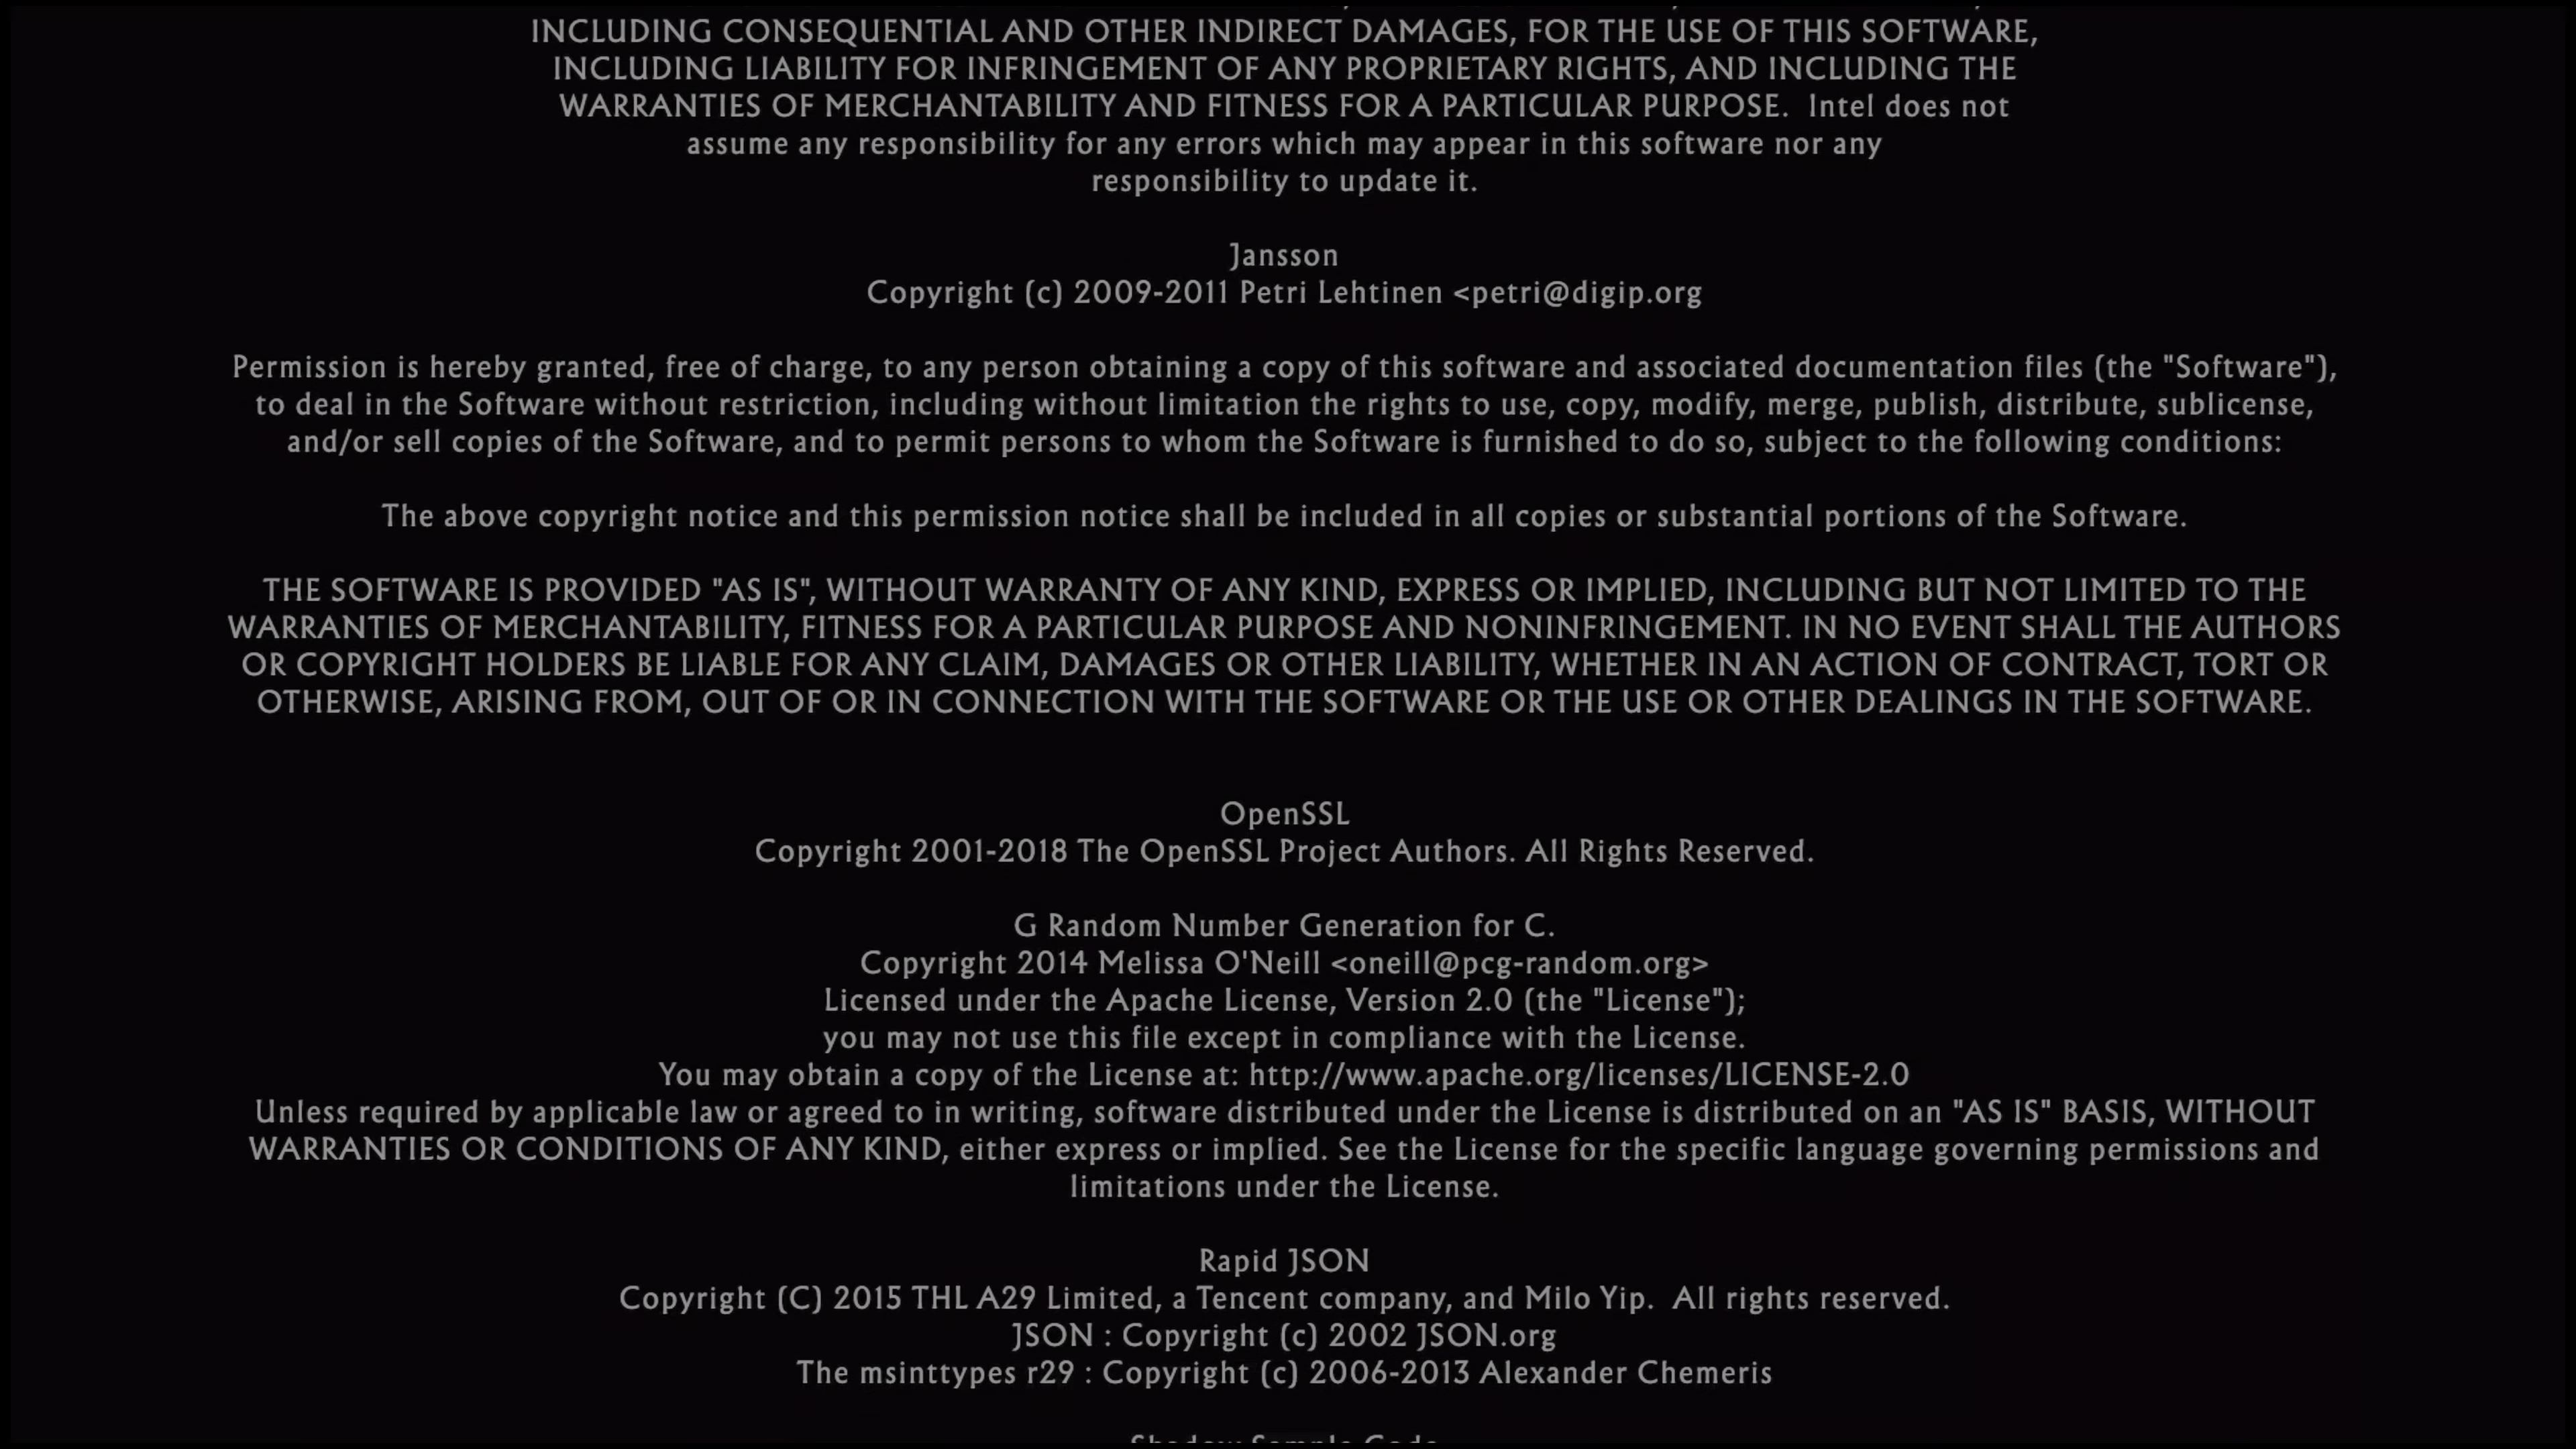 INCLUDING CONSEQUENTIAL AND OTHER INDIRECT DAMAGES, FOR THE USE OF THIS SOFTWARE,
INCLUDING LIABILITY FOR INFRINGEMENT OF ANY PROPRIETARY RIGHTS, AND INCLUDING THE
WARRANTIES OF MERCHANTABILITY AND FITNESS FOR A PARTICULAR PURPOSE.  Intel does not
assume any responsibility for any errors which may appear in this software nor any
responsibility to update it.
Jansson
Copyright (c) 2009-2011 Petri Lehtinen <petri@digip.org
Permission is hereby granted, free of charge, to any person obtaining a copy of this software and associated documentation files (the "Software"),
to deal in the Software without restriction, including without limitation the rights to use, copy, modify, merge, publish, distribute, sublicense,
and/or sell copies of the Software, and to permit persons to whom the Software is furnished to do so, subject to the following conditions:
The above copyright notice and this permission notice shall be included in all copies or substantial portions of the Software.
THE SOFTWARE IS PROVIDED "AS IS", WITHOUT WARRANTY OF ANY KIND, EXPRESS OR IMPLIED, INCLUDING BUT NOT LIMITED TO THE
WARRANTIES OF MERCHANTABILITY, FITNESS FOR A PARTICULAR PURPOSE AND NONINFRINGEMENT. IN NO EVENT SHALL THE AUTHORS
OR COPYRIGHT HOLDERS BE LIABLE FOR ANY CLAIM, DAMAGES OR OTHER LIABILITY, WHETHER IN AN ACTION OF CONTRACT, TORT OR
OTHERWISE, ARISING FROM, OUT OF OR IN CONNECTION WITH THE SOFTWARE OR THE USE OR OTHER DEALINGS IN THE SOFTWARE.
OpenSSL
Copyright 2001-2018 The OpenSSL Project Authors. All Rights Reserved.
G Random Number Generation for C.
Copyright 2014 Melissa O'Neill <oneill@pcg-random.org>
Licensed under the Apache License, Version 2.0 (the "License");
you may not use this file except in compliance with the License.
You may obtain a copy of the License at: http://www.apache.org/licenses/LICENSE-2.0
Unless required by applicable law or agreed to in writing, software distributed under the License is distributed on an "AS IS" BASIS, WITHOUT
WARRANTIES OR CONDITIONS OF ANY KIND, either express or implied. See the License for the specific language governing permissions and
limitations under the License.
Rapid JSON
Copyright (C) 2015 THL A29 Limited, a Tencent company, and Milo Yip.  All rights reserved.
JSON : Copyright (c) 2002 JSON.org
The msinttypes r29 : Copyright (c) 2006-2013 Alexander Chemeris